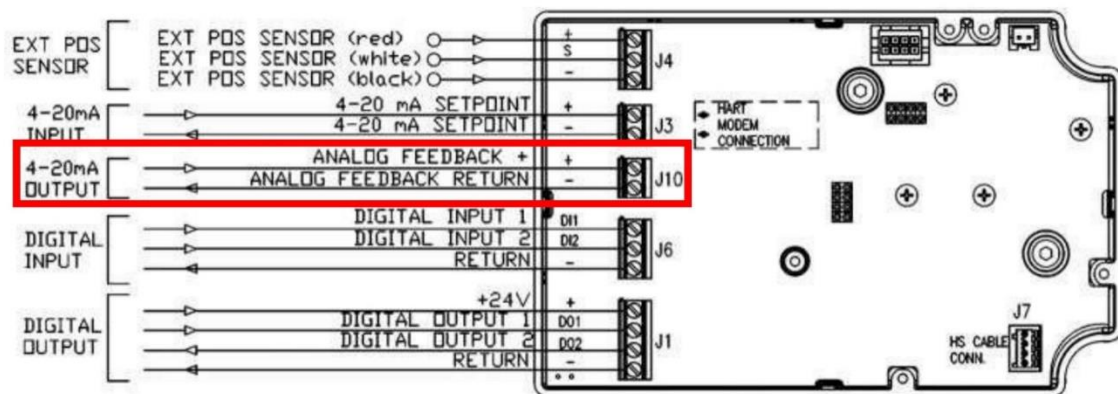 EXT POS
SENSOR
EXT POS SENSOR (red)
EXT POS SENSOR (white)
EXT POS SENSOR (black)
+
S
-
J4
4-20mA
INPUT
4-20 mA SETPOINT
4-20 mA SETPOINT
+
-
J3
HART
MODEM
CONNECTION
4-20mA
OUTPUT
ANALOG FEEDBACK +
ANALOG FEEDBACK RETURN
+
-
J10
DIGITAL
INPUT
DIGITAL INPUT 1
DIGITAL INPUT 2
RETURN
DI1
DI2
-
J6
DIGITAL
OUTPUT
+24V
DIGITAL OUTPUT 1
DIGITAL OUTPUT 2
RETURN
+
DO1
DO2
-
J1
J7
HS CABLE
CONN.